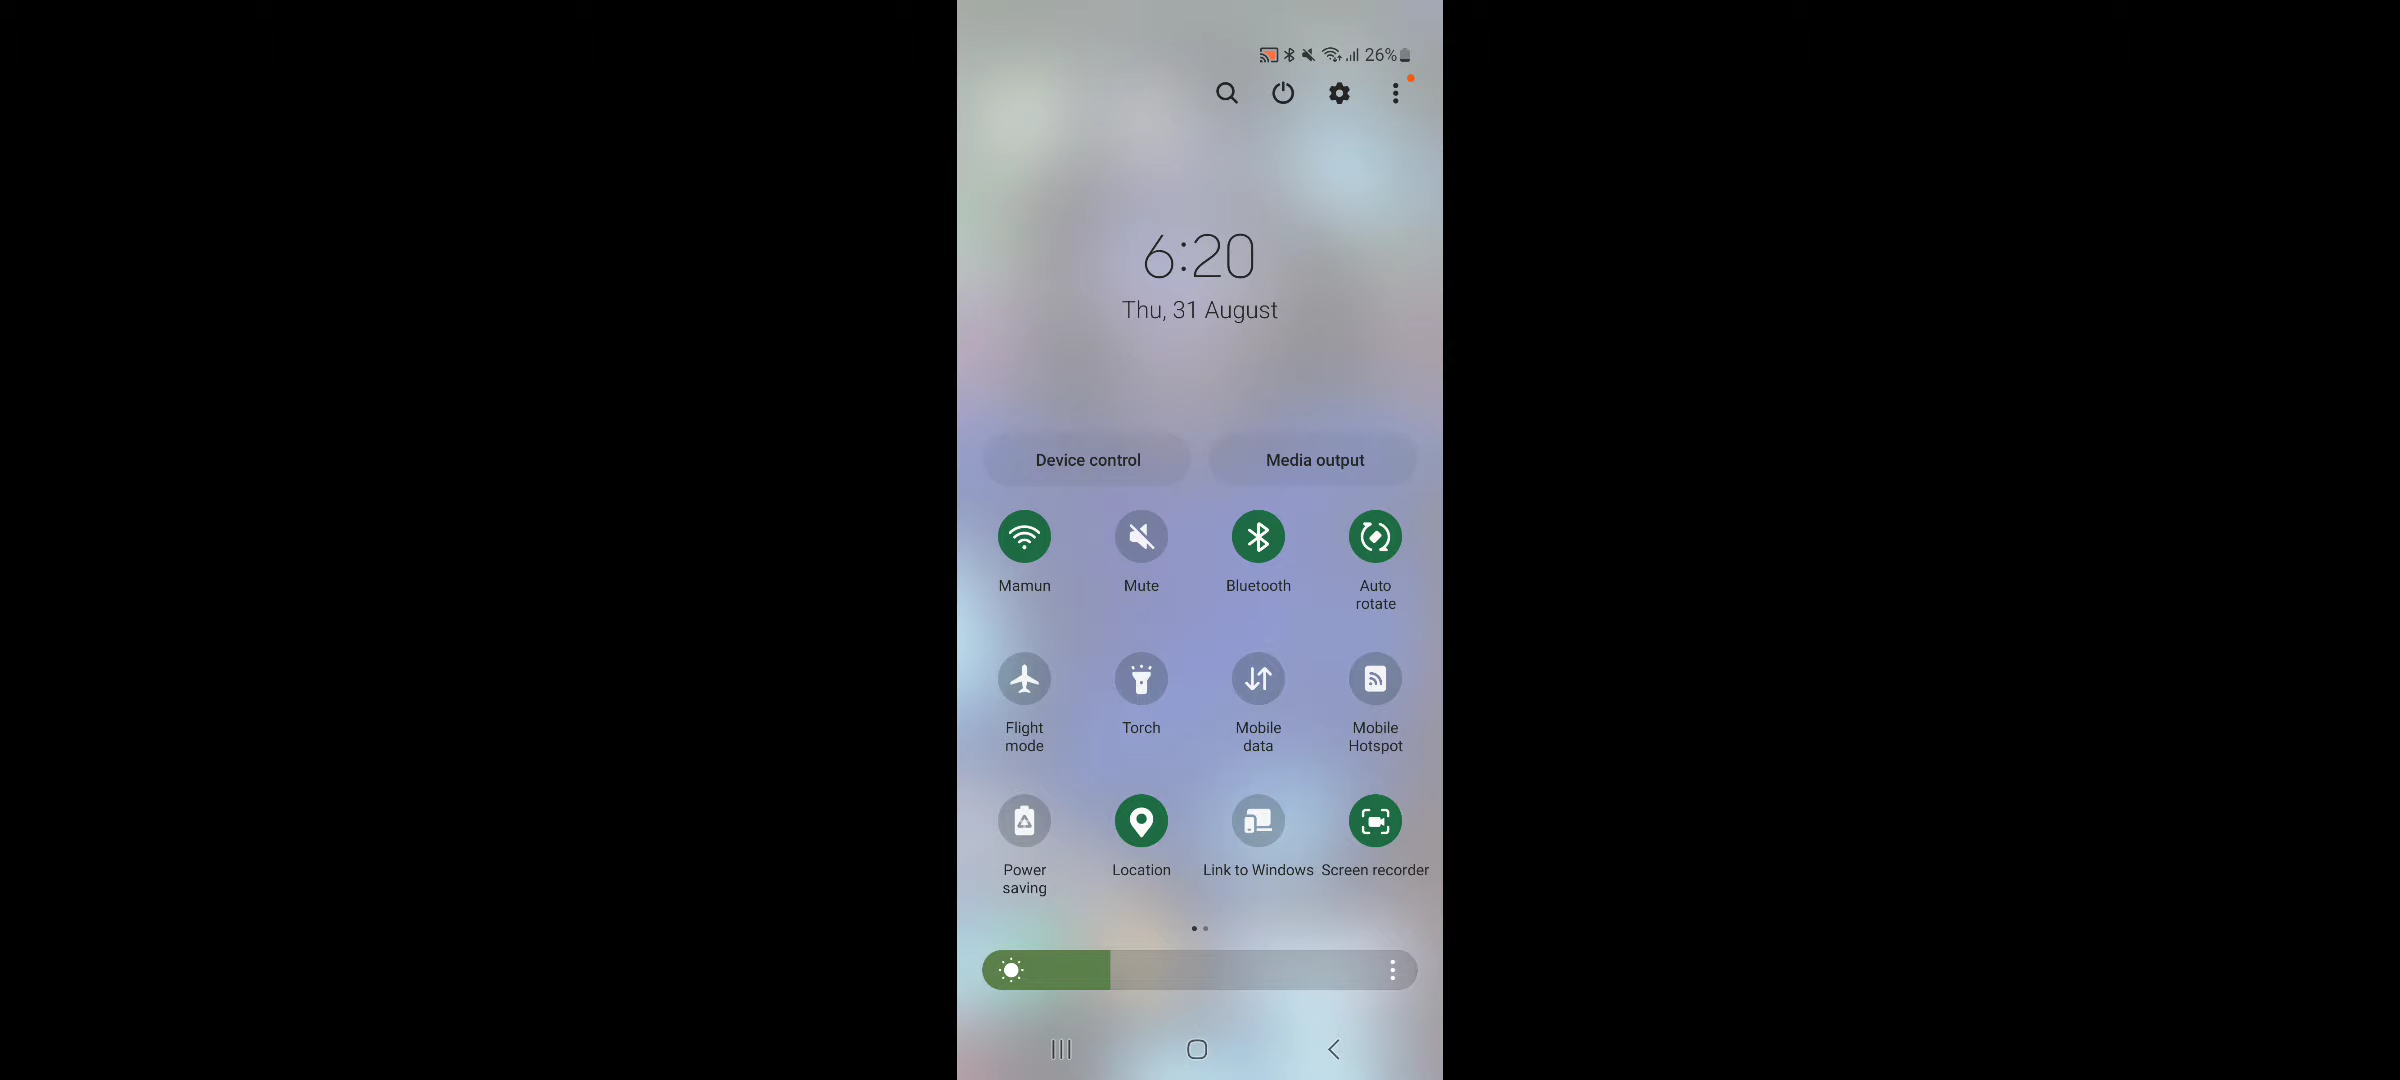 26%
6:20
Thu, 31 August
Device control
Media output
Mamun
Mute
Bluetooth
Auto
rotate
Flight
mode
Torch
Mobile
data
Mobile
Hotspot
Power
saving
Location
Link to Windows
Screen recorder